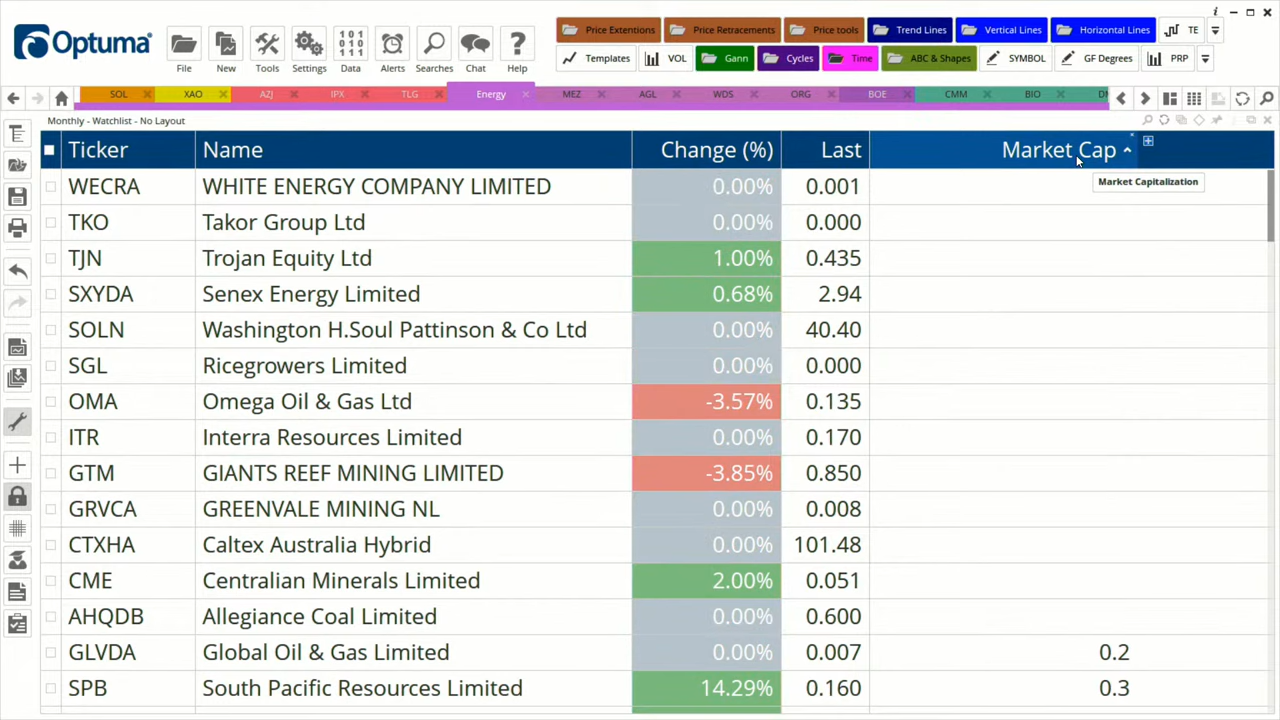 Optuma
File
New
Tools
Settings
Data
Alerts
Searches
Chat
Help
Price Extentions
Price Retracements
Price tools
Trend Lines
Vertical Lines
Horizontal Lines
TE
Templates
VOL
Gann
Cycles
Time
ABC & Shapes
SYMBOL
GF Degrees
PRP
SOL
XAO
AZJ
IPX
TLG
Energy
MEZ
AGL
WDS
ORG
BOE
CMM
BIO
Monthly - Watchlist - No Layout
Ticker Name Change (%) Last Market Cap
Market Capitalization
WECRA WHITE ENERGY COMPANY LIMITED 0.00% 0.001
TKO Takor Group Ltd 0.00% 0.000
TJN Trojan Equity Ltd 1.00% 0.435
SXYDA Senex Energy Limited 0.68% 2.94
SOLN Washington H.Soul Pattinson & Co Ltd 0.00% 40.40
SGL Ricegrowers Limited 0.00% 0.000
OMA Omega Oil & Gas Ltd -3.57% 0.135
ITR Interra Resources Limited 0.00% 0.170
GTM GIANTS REEF MINING LIMITED -3.85% 0.850
GRVCA GREENVALE MINING NL 0.00% 0.008
CTXHA Caltex Australia Hybrid 0.00% 101.48
CME Centralian Minerals Limited 2.00% 0.051
AHQDB Allegiance Coal Limited 0.00% 0.600
GLVDA Global Oil & Gas Limited 0.00% 0.007 0.2
SPB South Pacific Resources Limited 14.29% 0.160 0.3